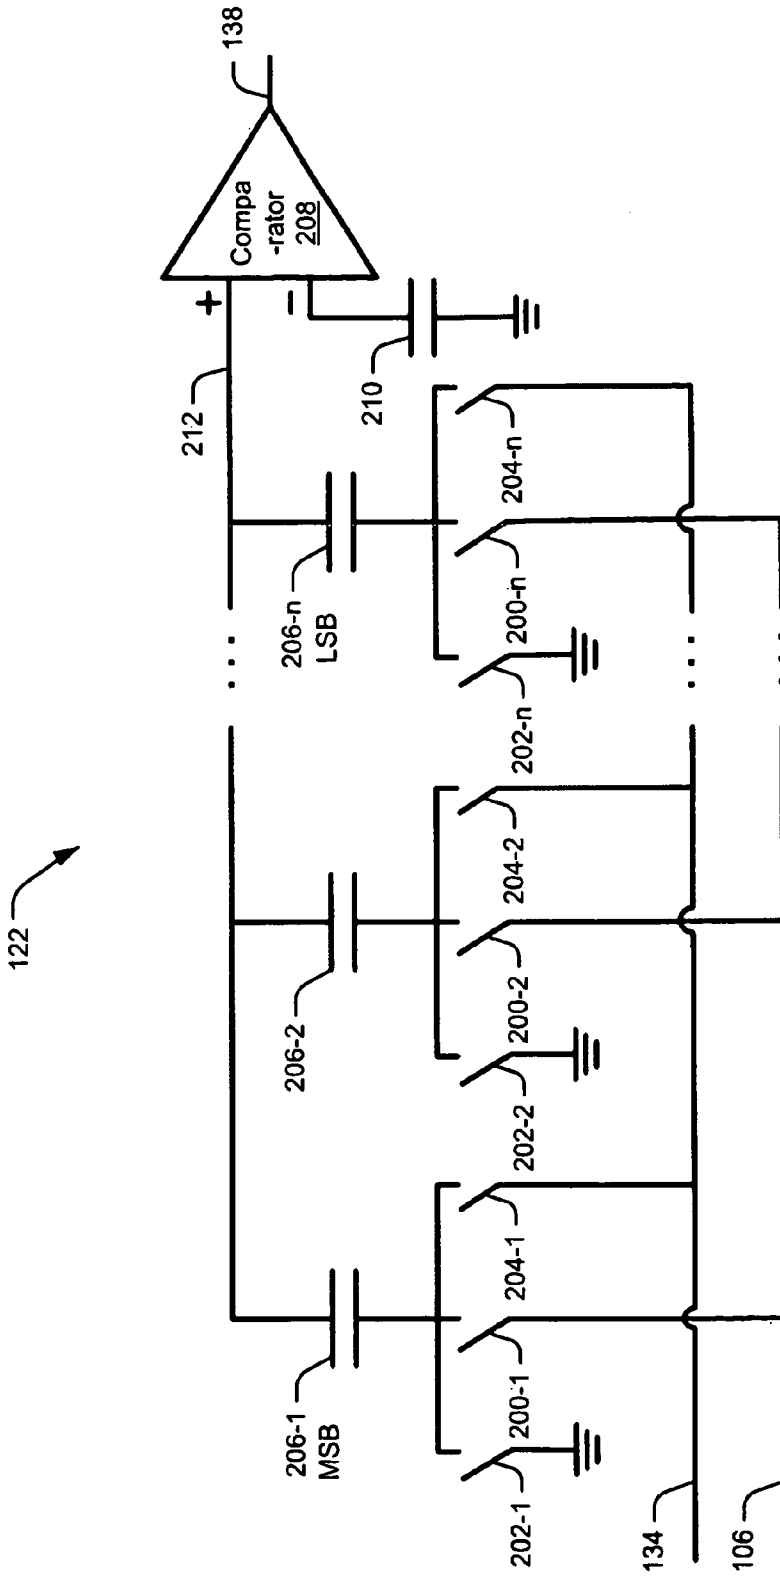 122
138
Compa
-rator
208
+
–
212
210
206-1
MSB
206-2
. . .
206-n
LSB
202-1
200-1
204-1
202-2
200-2
204-2
202-n
200-n
204-n
134
. . .
106